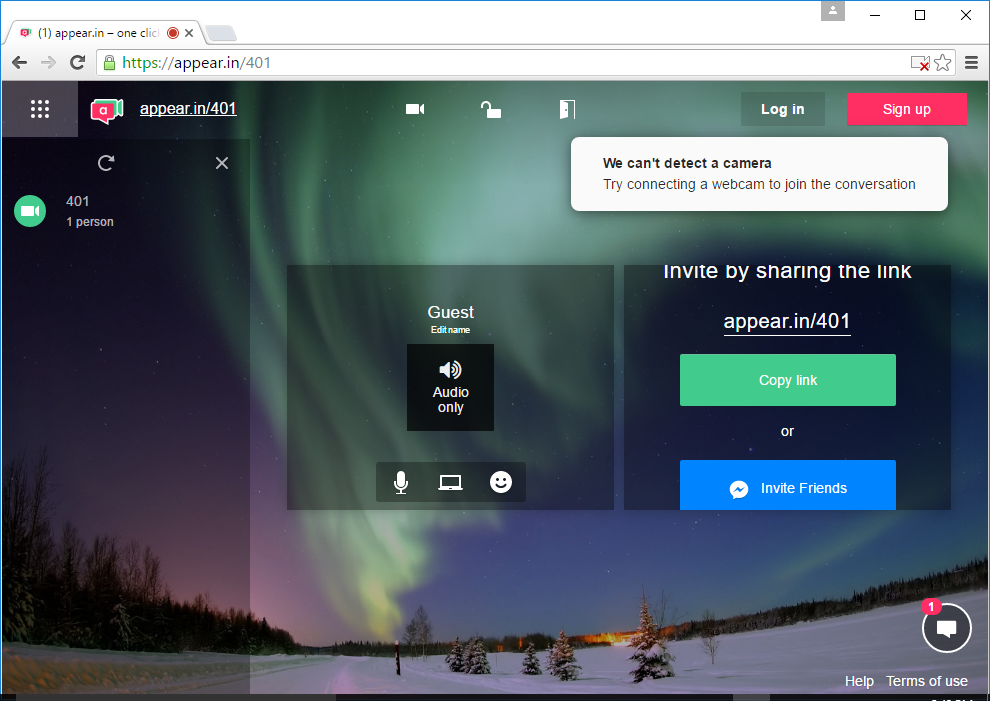 (1) appear.in – one clic
https://appear.in/401
a
appear.in/401
Log in
Sign up
We can't detect a camera
Try connecting a webcam to join the conversation
401
1 person
Invite by sharing the link
Guest
Edit name
appear.in/401
Audio
only
Copy link
or
Invite Friends
1
Help
Terms of use